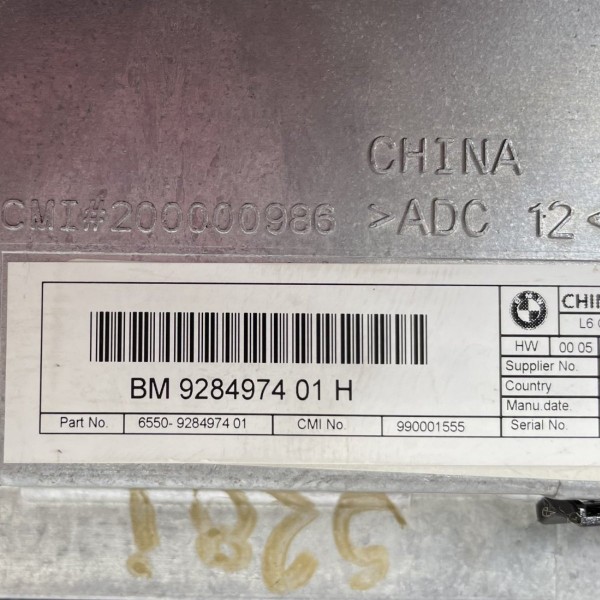 CHINA
CMI#200000986 >ADC 12<
BM 9284974 01 H
Part No. 6550- 9284974 01 CMI No. 990001555
CHIN
L6
HW 00 05
Supplier No.
Country
Manu.date.
Serial No.
528i